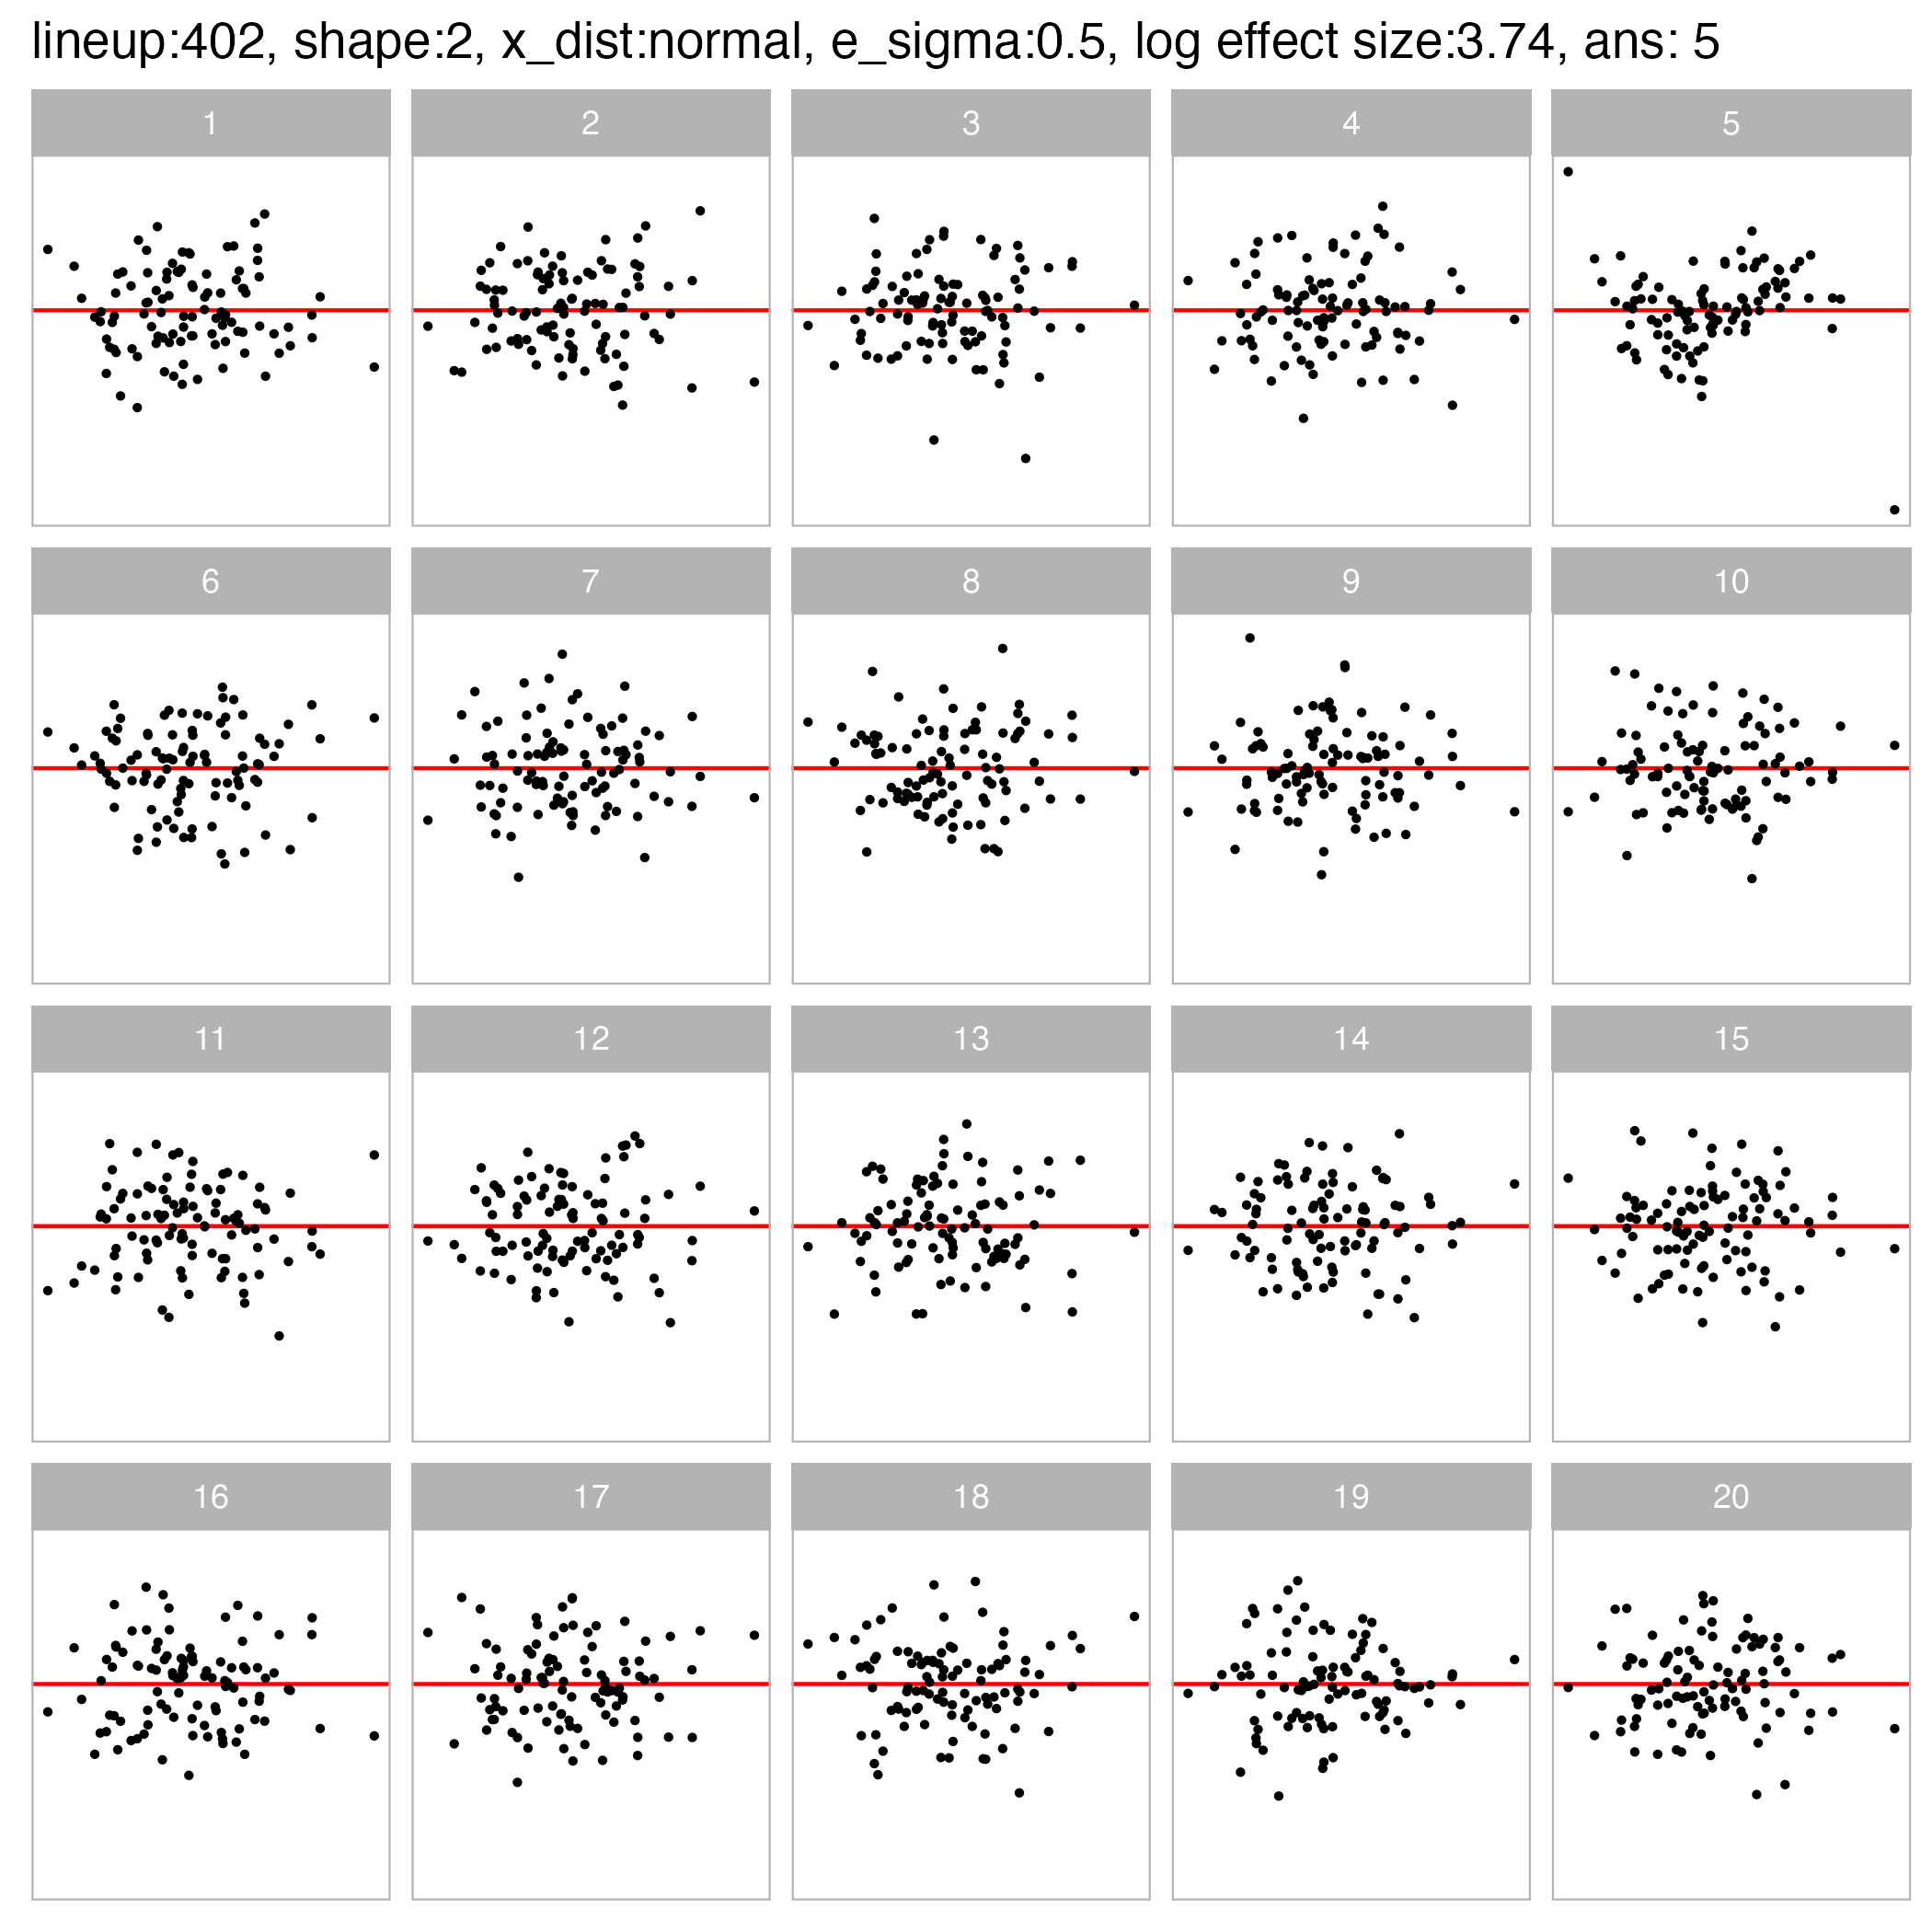 lineup:402, shape:2, x_dist:normal, e_sigma:0.5, log effect size:3.74, ans: 5
1 2 3 4 5
6 7 8 9 10
11 12 13 14 15
16 17 18 19 20